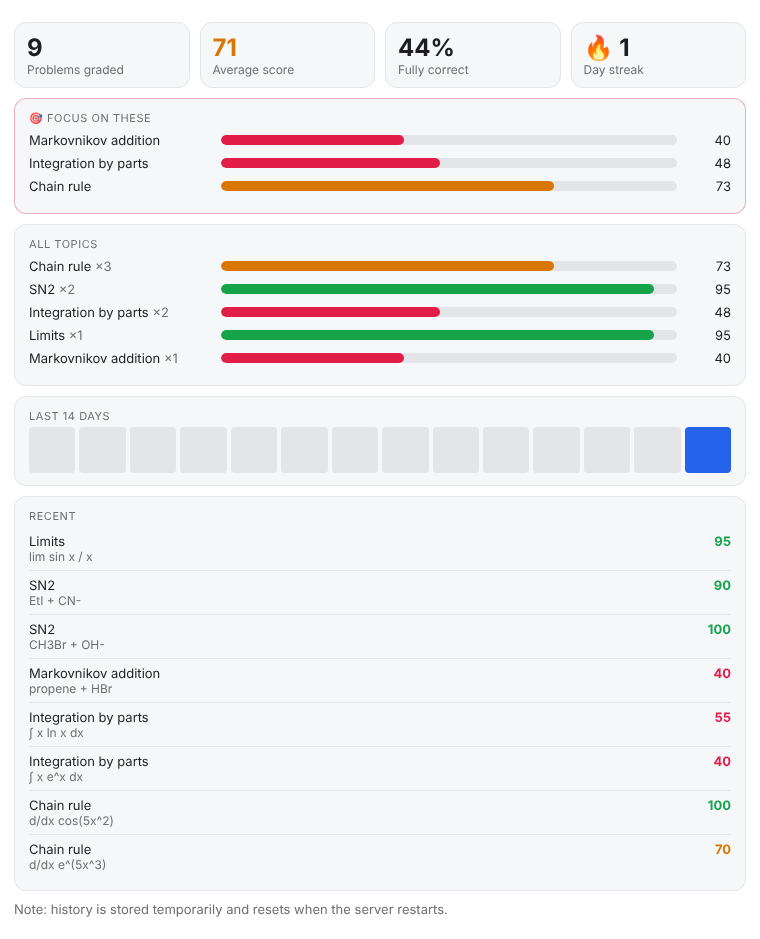 9
Problems graded
71
Average score
44%
Fully correct
🔥 1
Day streak
🎯 FOCUS ON THESE
Markovnikov addition 40
Integration by parts 48
Chain rule 73
ALL TOPICS
Chain rule ×3 73
SN2 ×2 95
Integration by parts ×2 48
Limits ×1 95
Markovnikov addition ×1 40
LAST 14 DAYS
RECENT
Limits 95
lim sin x / x
SN2 90
EtI + CN-
SN2 100
CH3Br + OH-
Markovnikov addition 40
propene + HBr
Integration by parts 55
∫ x ln x dx
Integration by parts 40
∫ x e^x dx
Chain rule 100
d/dx cos(5x^2)
Chain rule 70
d/dx e^(5x^3)
Note: history is stored temporarily and resets when the server restarts.